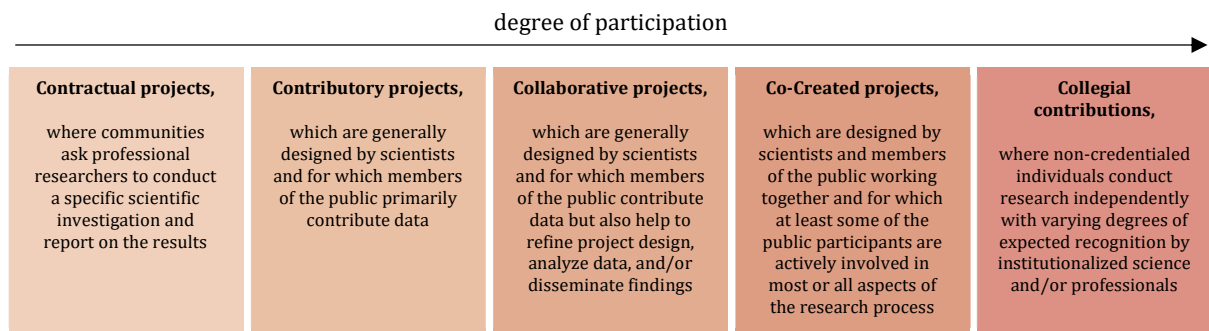 degree of participation
Contractual projects,
where communities
ask professional
researchers to conduct
a specific scientific
investigation and
report on the results
Contributory projects,
which are generally
designed by scientists
and for which members
of the public primarily
contribute data
Collaborative projects,
which are generally
designed by scientists
and for which members
of the public contribute
data but also help to
refine project design,
analyze data, and/or
disseminate findings
Co-Created projects,
which are designed by
scientists and members
of the public working
together and for which
at least some of the
public participants are
actively involved in
most or all aspects of
the research process
Collegial
contributions,
where non-credentialed
individuals conduct
research independently
with varying degrees of
expected recognition by
institutionalized science
and/or professionals